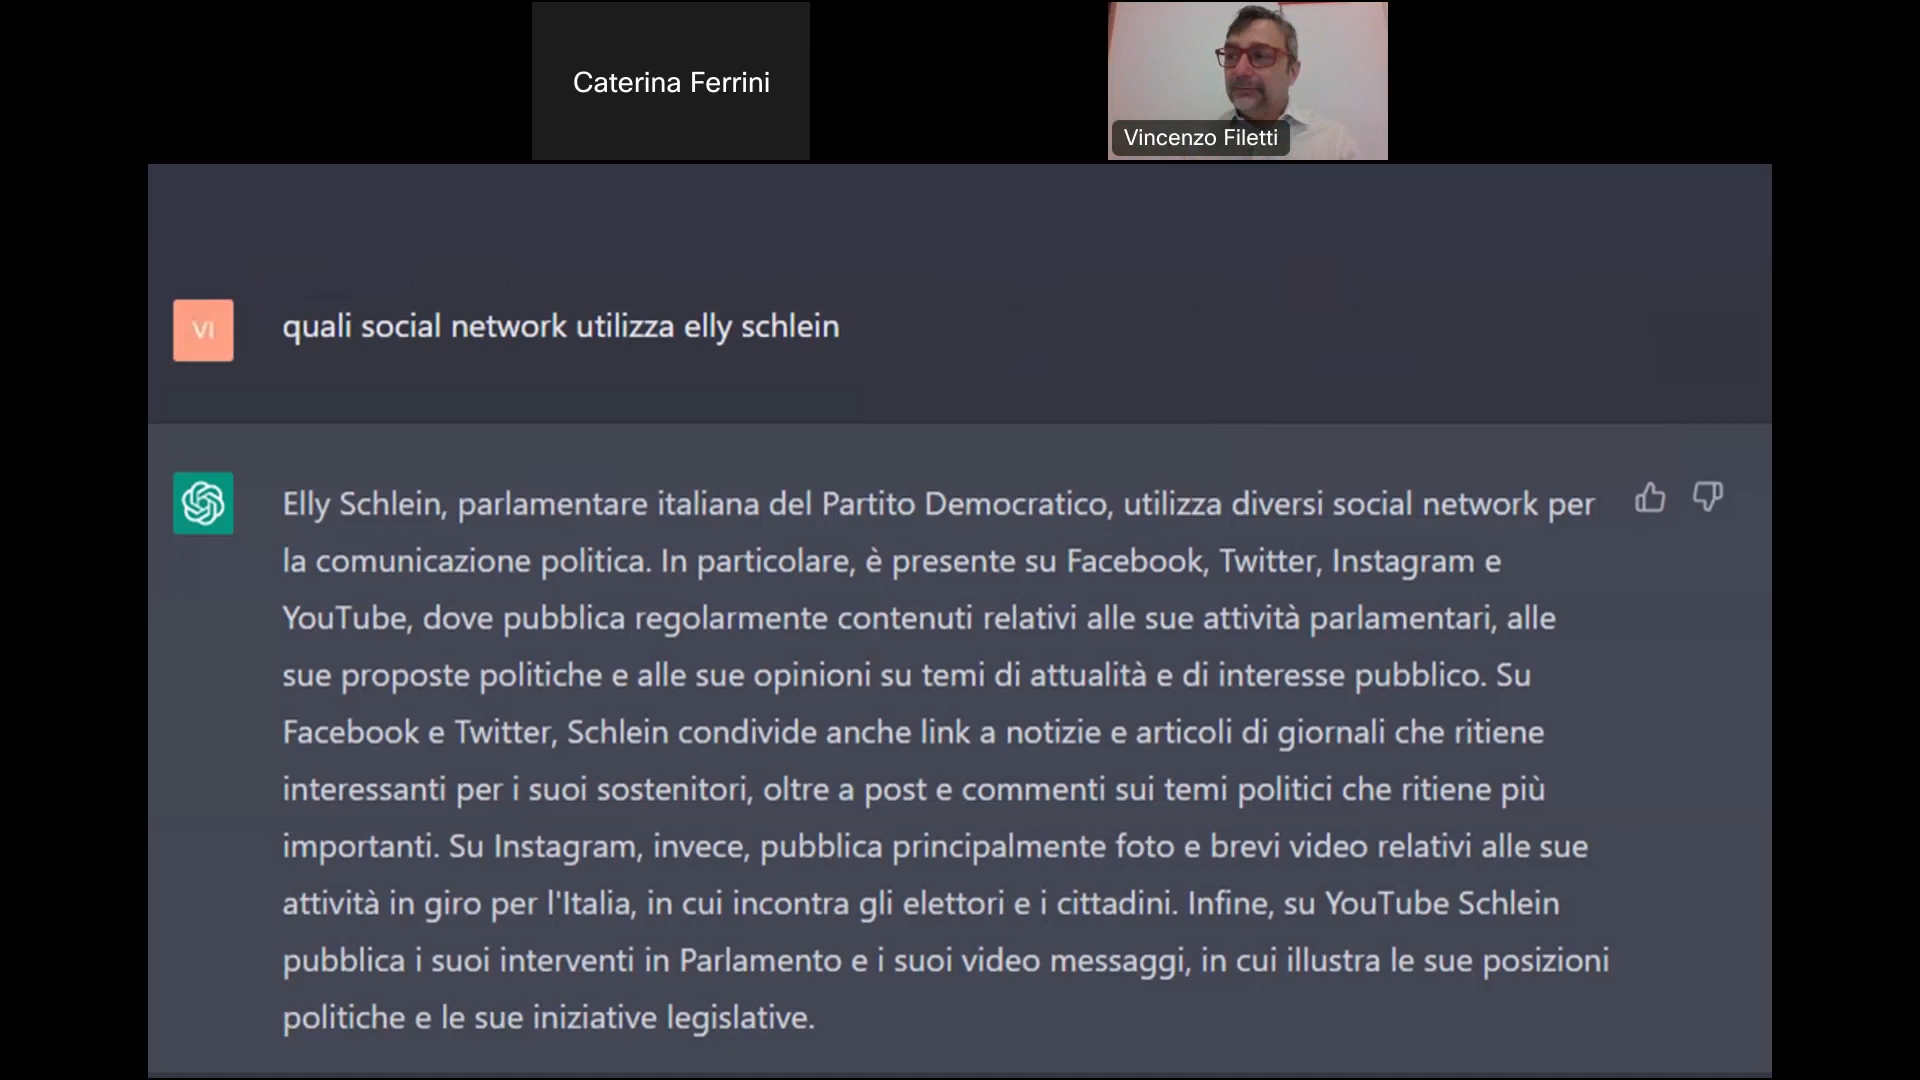 Caterina Ferrini
Vincenzo Filetti
VI
quali social network utilizza elly schlein
Elly Schlein, parlamentare italiana del Partito Democratico, utilizza diversi social network per
la comunicazione politica. In particolare, è presente su Facebook, Twitter, Instagram e
YouTube, dove pubblica regolarmente contenuti relativi alle sue attività parlamentari, alle
sue proposte politiche e alle sue opinioni su temi di attualità e di interesse pubblico. Su
Facebook e Twitter, Schlein condivide anche link a notizie e articoli di giornali che ritiene
interessanti per i suoi sostenitori, oltre a post e commenti sui temi politici che ritiene più
importanti. Su Instagram, invece, pubblica principalmente foto e brevi video relativi alle sue
attività in giro per l'Italia, in cui incontra gli elettori e i cittadini. Infine, su YouTube Schlein
pubblica i suoi interventi in Parlamento e i suoi video messaggi, in cui illustra le sue posizioni
politiche e le sue iniziative legislative.